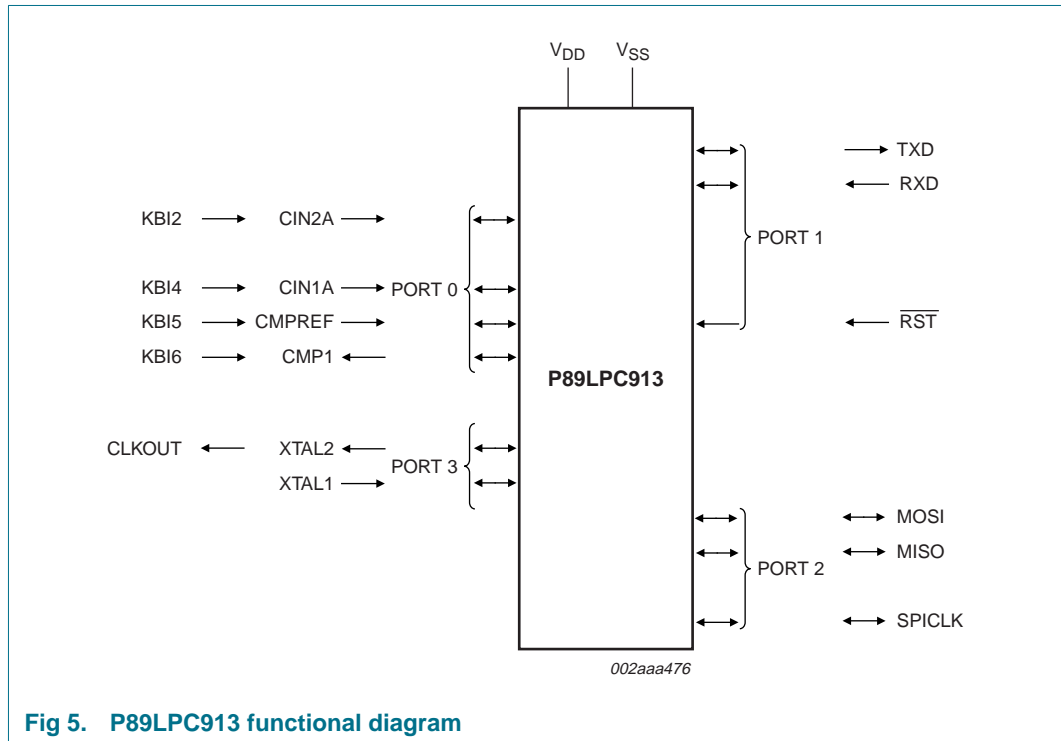 VDD VSS
TXD
RXD
KBI2 CIN2A
PORT 1
KBI4 CIN1A PORT 0
KBI5 CMPREF RST
KBI6 CMP1
P89LPC913
CLKOUT XTAL2
PORT 3
XTAL1
MOSI
MISO
PORT 2
SPICLK
002aaa476
Fig 5. P89LPC913 functional diagram